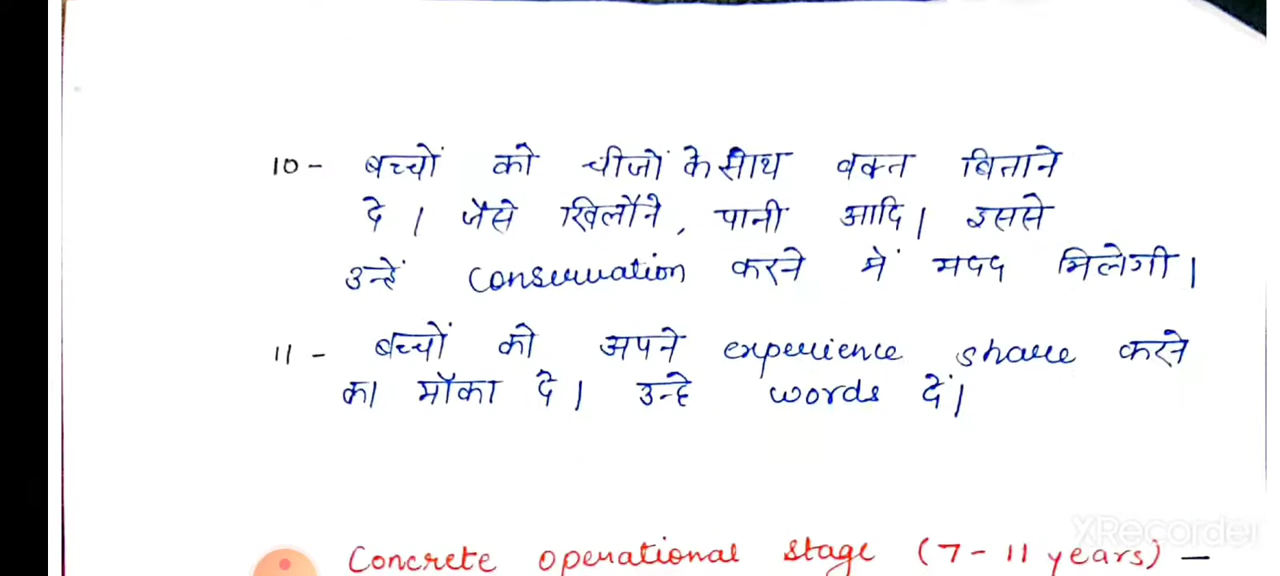 10- बच्चों को चीजों के साथ वक्त बिताने
दे । जैसे खिलौने, पानी आदि । इससे
उन्हें conservation करने में मदद मिलेगी।
11- बच्चों को अपने experience share करने
का मॉका दे । उन्हे words दें।
Concrete operational stage (7-11 years) -
XRecorder